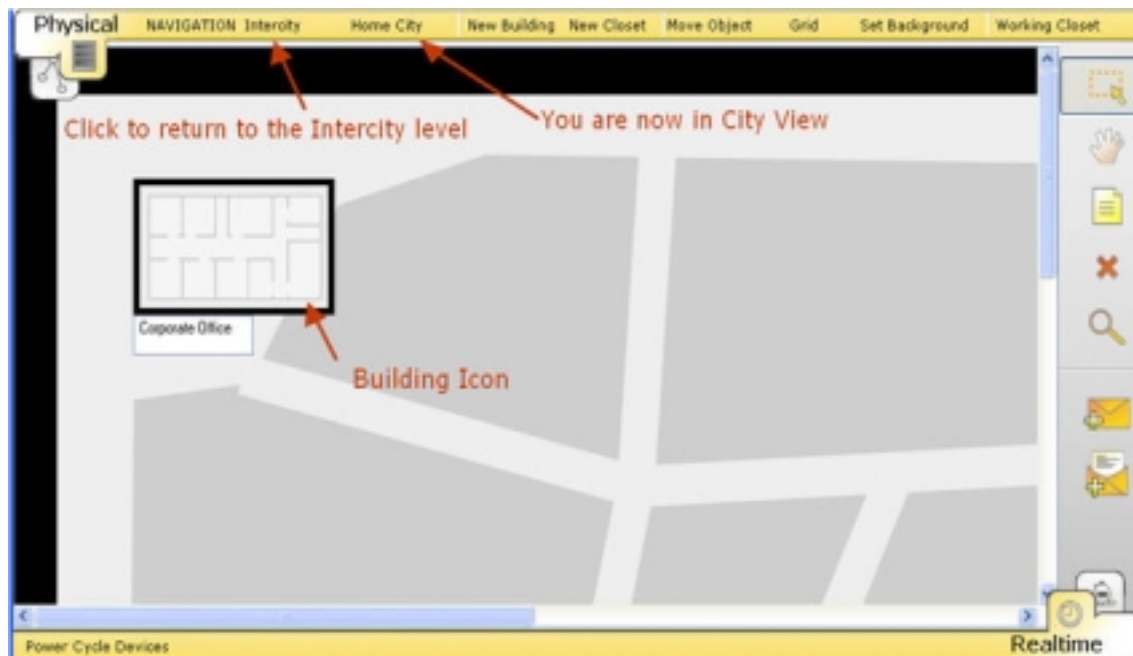 Physical NAVIGATION Intercity Home City New Building New Closet Move Object Grid Set Background Working Closet
Click to return to the Intercity level
You are now in City View
Corporate Office
Building Icon
Power Cycle Devices
Realtime